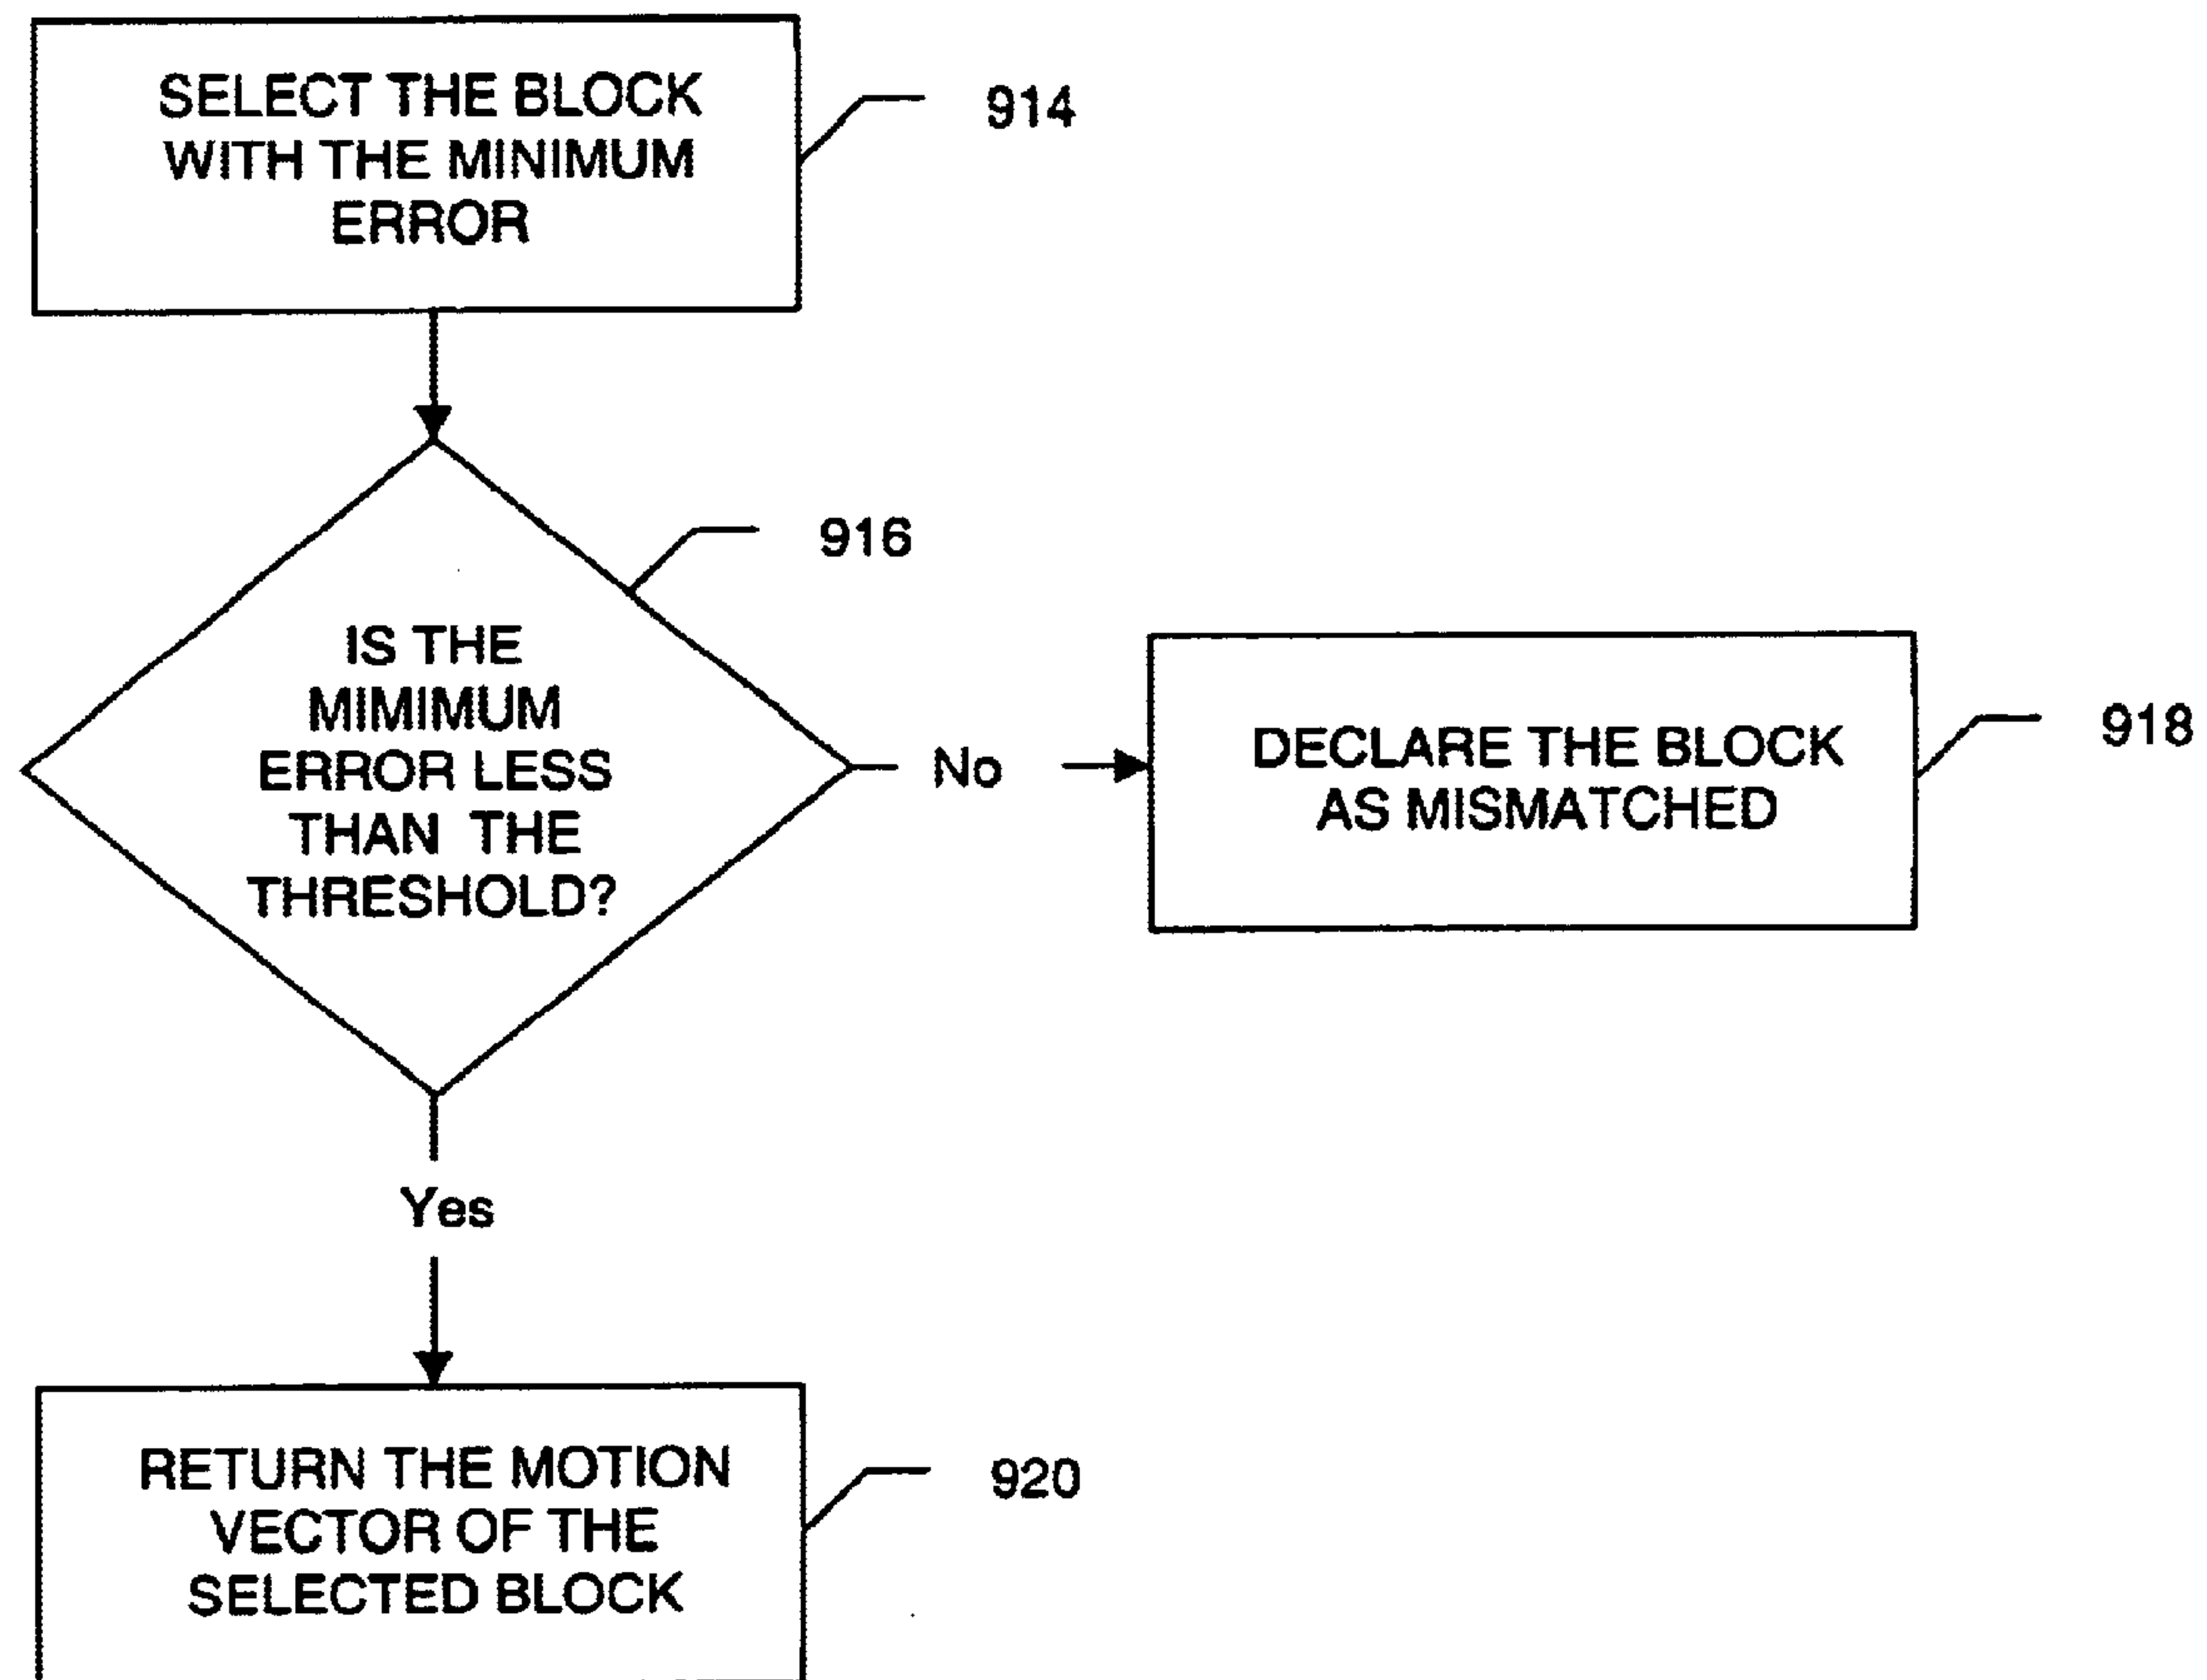 SELECT THE BLOCK
WITH THE MINIMUM
ERROR
914
916
IS THE
MIMIMUM
ERROR LESS
THAN THE
THRESHOLD?
No
DECLARE THE BLOCK
AS MISMATCHED
918
Yes
RETURN THE MOTION
VECTOR OF THE
SELECTED BLOCK
920